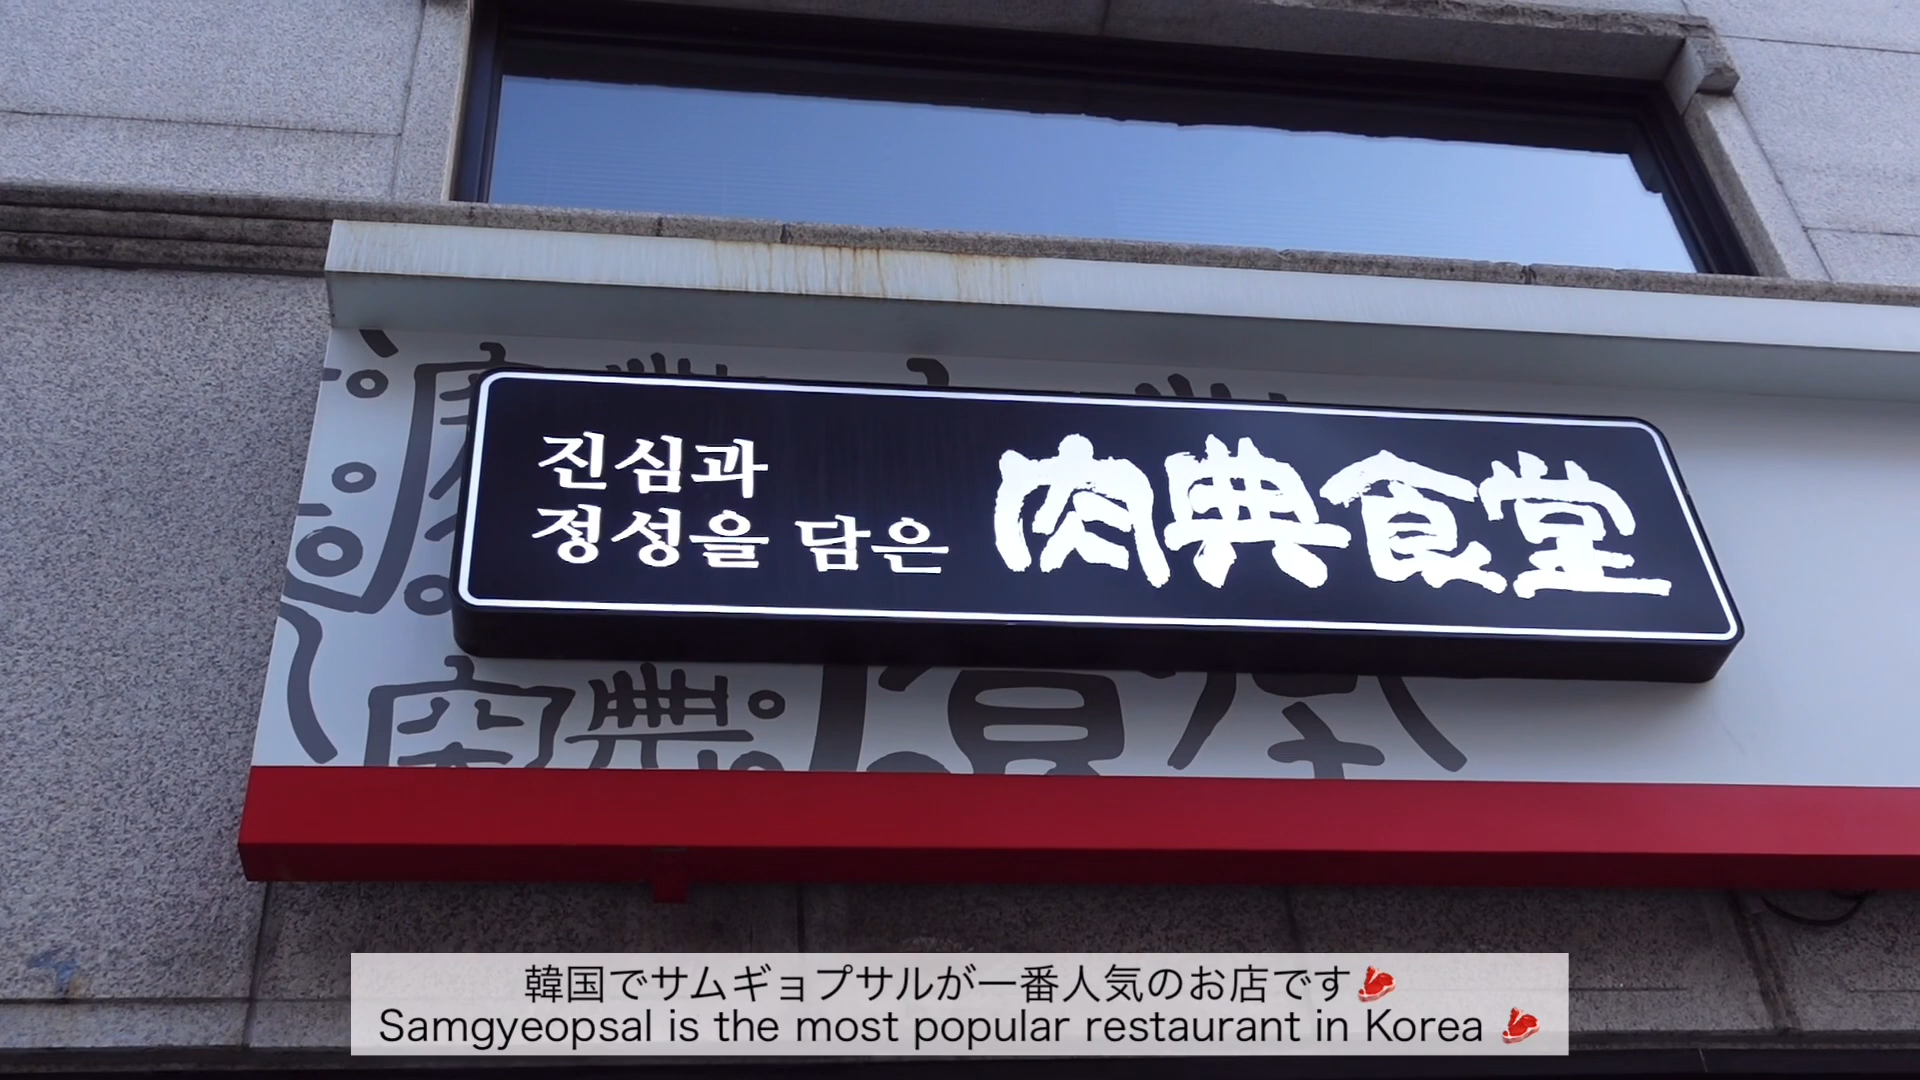 진심과
정성을 담은
肉典食堂
韓国でサムギョプサルが一番人気のお店です🥩
Samgyeopsal is the most popular restaurant in Korea 🥩